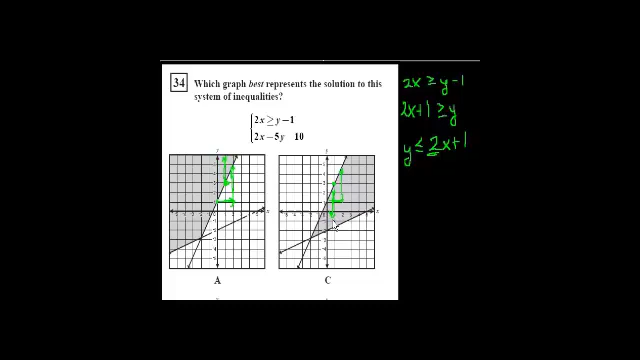 34 Which graph best represents the solution to this
system of inequalities?
2x ≥ y − 1
2x − 5y 10
A
C
2x ≥ y - 1
2x+1 ≥ y
y ≤ 2x+1